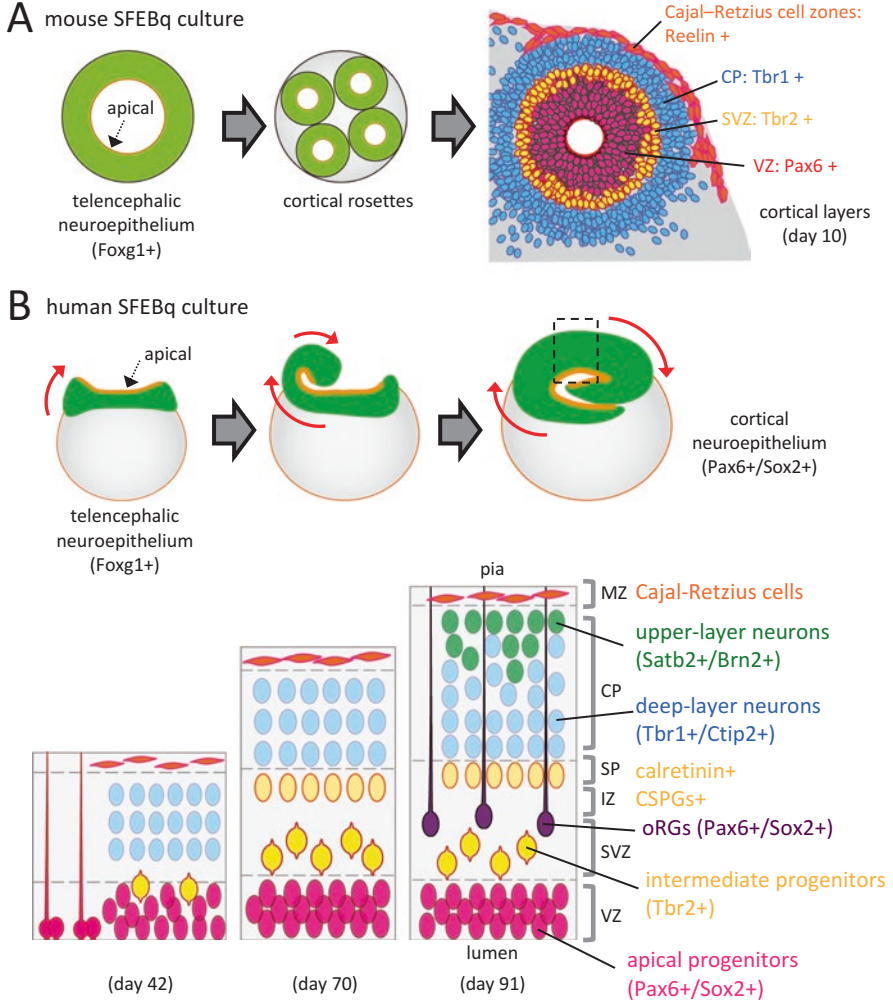 A mouse SFEBq culture
apical
telencephalic
neuroepithelium
(Foxg1+)
cortical rosettes
Cajal–Retzius cell zones:
Reelin +
CP: Tbr1 +
SVZ: Tbr2 +
VZ: Pax6 +
cortical layers
(day 10)
B human SFEBq culture
apical
telencephalic
neuroepithelium
(Foxg1+)
cortical
neuroepithelium
(Pax6+/Sox2+)
pia
MZ Cajal-Retzius cells
upper-layer neurons
(Satb2+/Brn2+)
CP
deep-layer neurons
(Tbr1+/Ctip2+)
SP calretinin+
IZ CSPGs+
oRGs (Pax6+/Sox2+)
SVZ
intermediate progenitors
(Tbr2+)
VZ
lumen
apical progenitors
(Pax6+/Sox2+)
(day 42) (day 70) (day 91)